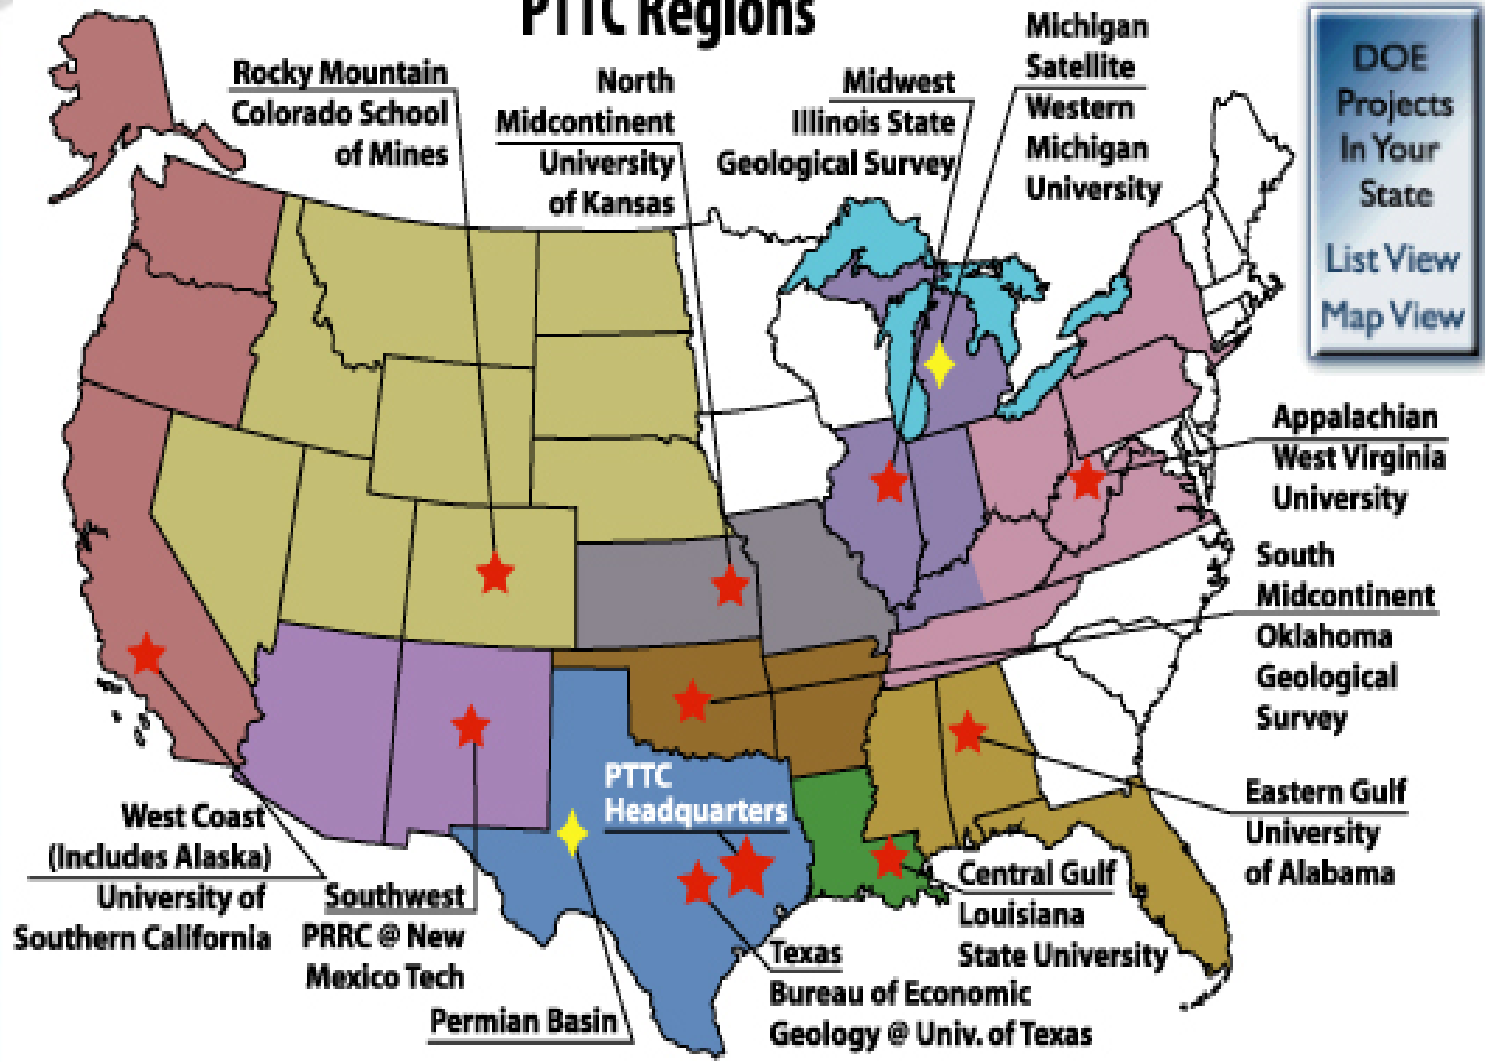 PTTC Regions
Rocky Mountain
Colorado School
of Mines
North
Midcontinent
University
of Kansas
Midwest
Illinois State
Geological Survey
Michigan
Satellite
Western
Michigan
University
DOE
Projects
In Your
State
List View
Map View
Appalachian
West Virginia
University
South
Midcontinent
Oklahoma
Geological
Survey
Eastern Gulf
University
of Alabama
PTTC
Headquarters
Central Gulf
Louisiana
State University
West Coast
(Includes Alaska)
University of
Southern California
Southwest
PRRC @ New
Mexico Tech
Permian Basin
Texas
Bureau of Economic
Geology @ Univ. of Texas